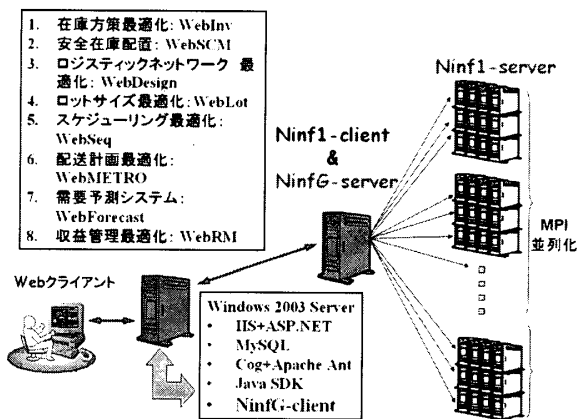 1. 在庫方策最適化: WebInv
2. 安全在庫配置: WebSCM
3. ロジスティックネットワーク 最
適化: WebDesign
4. ロットサイズ最適化: WebLot
5. スケジューリング最適化:
WebSeq
6. 配送計画最適化:
WebMETRO
7. 需要予測システム:
WebForecast
8. 収益管理最適化: WebRM
Ninf1-server
Ninf1-client
&
NinfG-server
MPI
並列化
Webクライアント
Windows 2003 Server
• IIS+ASP.NET
• MySQL
• Cog+Apache Ant
• Java SDK
• NinfG-client